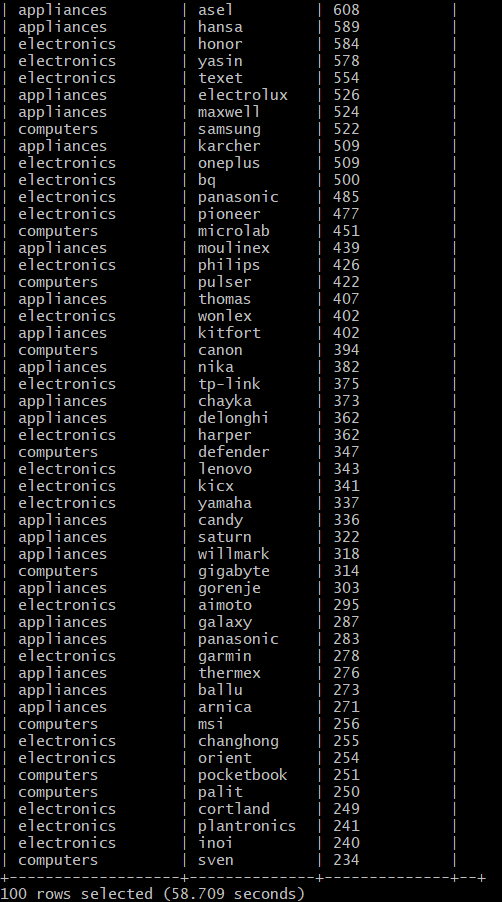 | appliances | asel | 608 |
| appliances | hansa | 589 |
| electronics | honor | 584 |
| electronics | yasin | 578 |
| electronics | texet | 554 |
| appliances | electrolux | 526 |
| appliances | maxwell | 524 |
| computers | samsung | 522 |
| appliances | karcher | 509 |
| electronics | oneplus | 509 |
| electronics | bq | 500 |
| electronics | panasonic | 485 |
| electronics | pioneer | 477 |
| computers | microlab | 451 |
| appliances | moulinex | 439 |
| electronics | philips | 426 |
| computers | pulser | 422 |
| appliances | thomas | 407 |
| electronics | wonlex | 402 |
| appliances | kitfort | 402 |
| computers | canon | 394 |
| appliances | nika | 382 |
| electronics | tp-link | 375 |
| appliances | chayka | 373 |
| appliances | delonghi | 362 |
| electronics | harper | 362 |
| computers | defender | 347 |
| electronics | lenovo | 343 |
| electronics | kicx | 341 |
| electronics | yamaha | 337 |
| appliances | candy | 336 |
| appliances | saturn | 322 |
| appliances | willmark | 318 |
| computers | gigabyte | 314 |
| appliances | gorenje | 303 |
| electronics | aimoto | 295 |
| appliances | galaxy | 287 |
| appliances | panasonic | 283 |
| electronics | garmin | 278 |
| appliances | thermex | 276 |
| appliances | ballu | 273 |
| appliances | arnica | 271 |
| computers | msi | 256 |
| electronics | changhong | 255 |
| electronics | orient | 254 |
| computers | pocketbook | 251 |
| computers | palit | 250 |
| electronics | cortland | 249 |
| electronics | plantronics | 241 |
| electronics | inoi | 240 |
| computers | sven | 234 |
+-------------------+--------------+--------------+--+
100 rows selected (58.709 seconds)